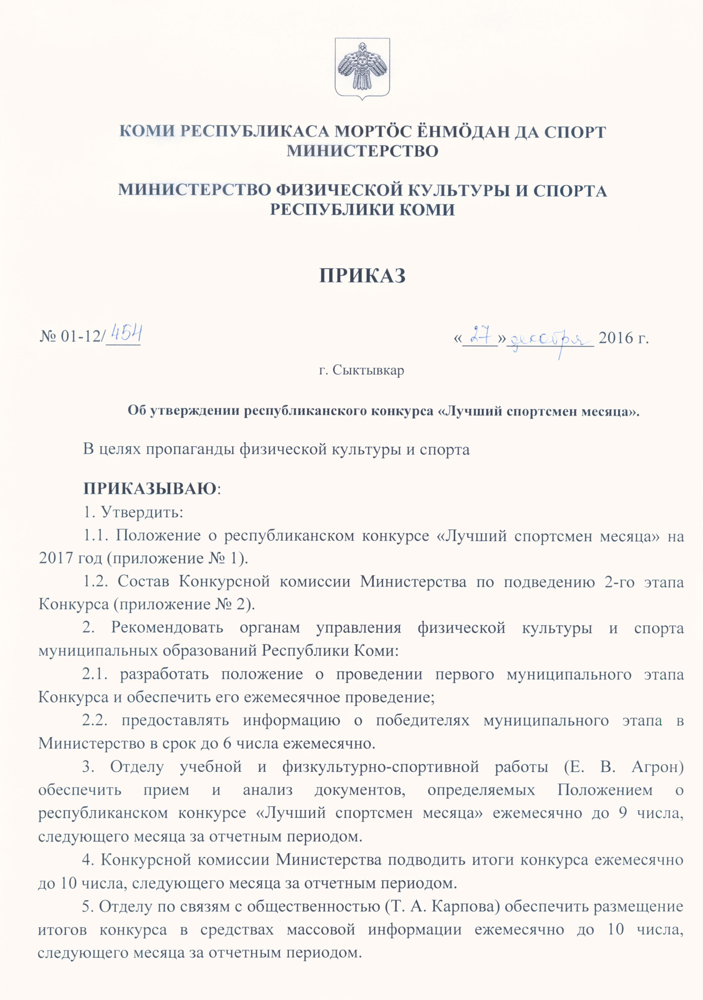 КОМИ РЕСПУБЛИКАСА МОРТӦС ЁНМӦДАН ДА СПОРТ
МИНИСТЕРСТВО
МИНИСТЕРСТВО ФИЗИЧЕСКОЙ КУЛЬТУРЫ И СПОРТА
РЕСПУБЛИКИ КОМИ
ПРИКАЗ
№ 01-12/454 «27» декабря 2016 г.
г. Сыктывкар
Об утверждении республиканского конкурса «Лучший спортсмен месяца».
В целях пропаганды физической культуры и спорта
ПРИКАЗЫВАЮ:
1. Утвердить:
1.1. Положение о республиканском конкурсе «Лучший спортсмен месяца» на
2017 год (приложение № 1).
1.2. Состав Конкурсной комиссии Министерства по подведению 2-го этапа
Конкурса (приложение № 2).
2. Рекомендовать органам управления физической культуры и спорта
муниципальных образований Республики Коми:
2.1. разработать положение о проведении первого муниципального этапа
Конкурса и обеспечить его ежемесячное проведение;
2.2. предоставлять информацию о победителях муниципального этапа в
Министерство в срок до 6 числа ежемесячно.
3. Отделу учебной и физкультурно-спортивной работы (Е. В. Агрон)
обеспечить прием и анализ документов, определяемых Положением о
республиканском конкурсе «Лучший спортсмен месяца» ежемесячно до 9 числа,
следующего месяца за отчетным периодом.
4. Конкурсной комиссии Министерства подводить итоги конкурса ежемесячно
до 10 числа, следующего месяца за отчетным периодом.
5. Отделу по связям с общественностью (Т. А. Карпова) обеспечить размещение
итогов конкурса в средствах массовой информации ежемесячно до 10 числа,
следующего месяца за отчетным периодом.